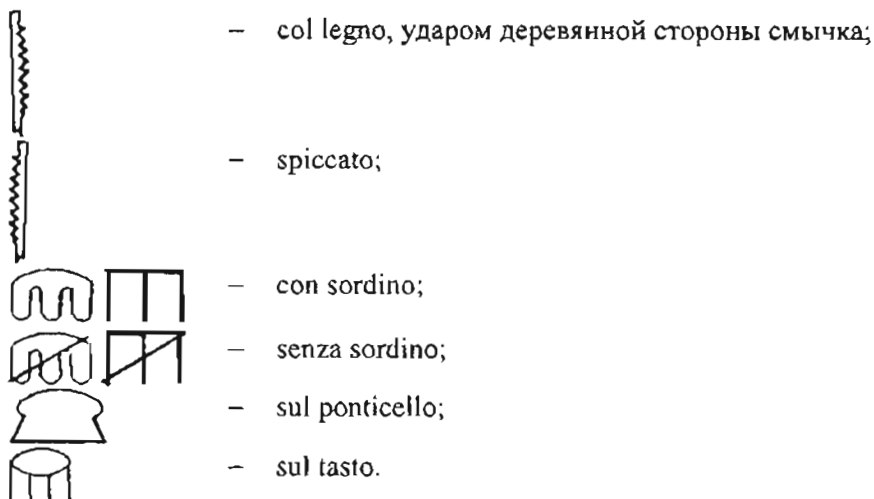 – col legno, ударом деревянной стороны смычка;
– spiccato;
– con sordino;
– senza sordino;
– sul ponticello;
– sul tasto.